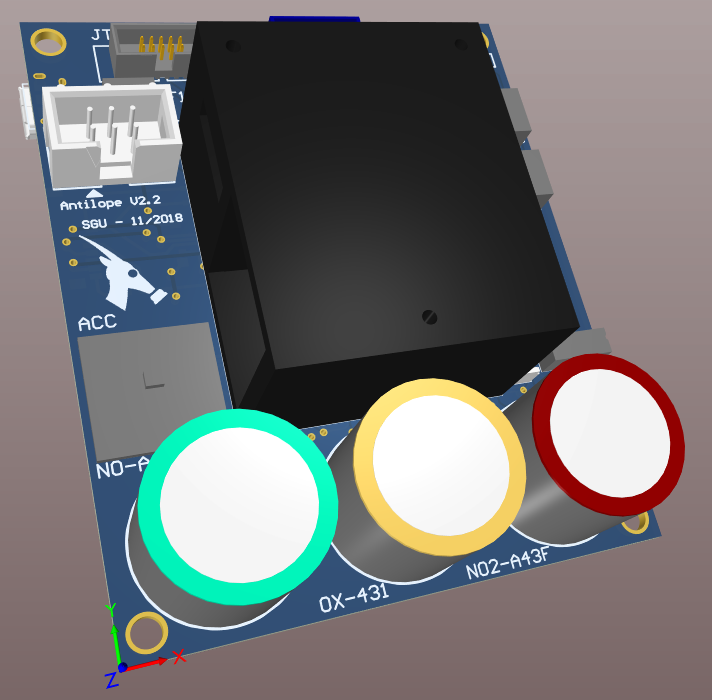 JT
Antilope V2.2
SGU - 11/2018
ACC
NO-A
OX-431
NO2-A43F
Y
X
Z